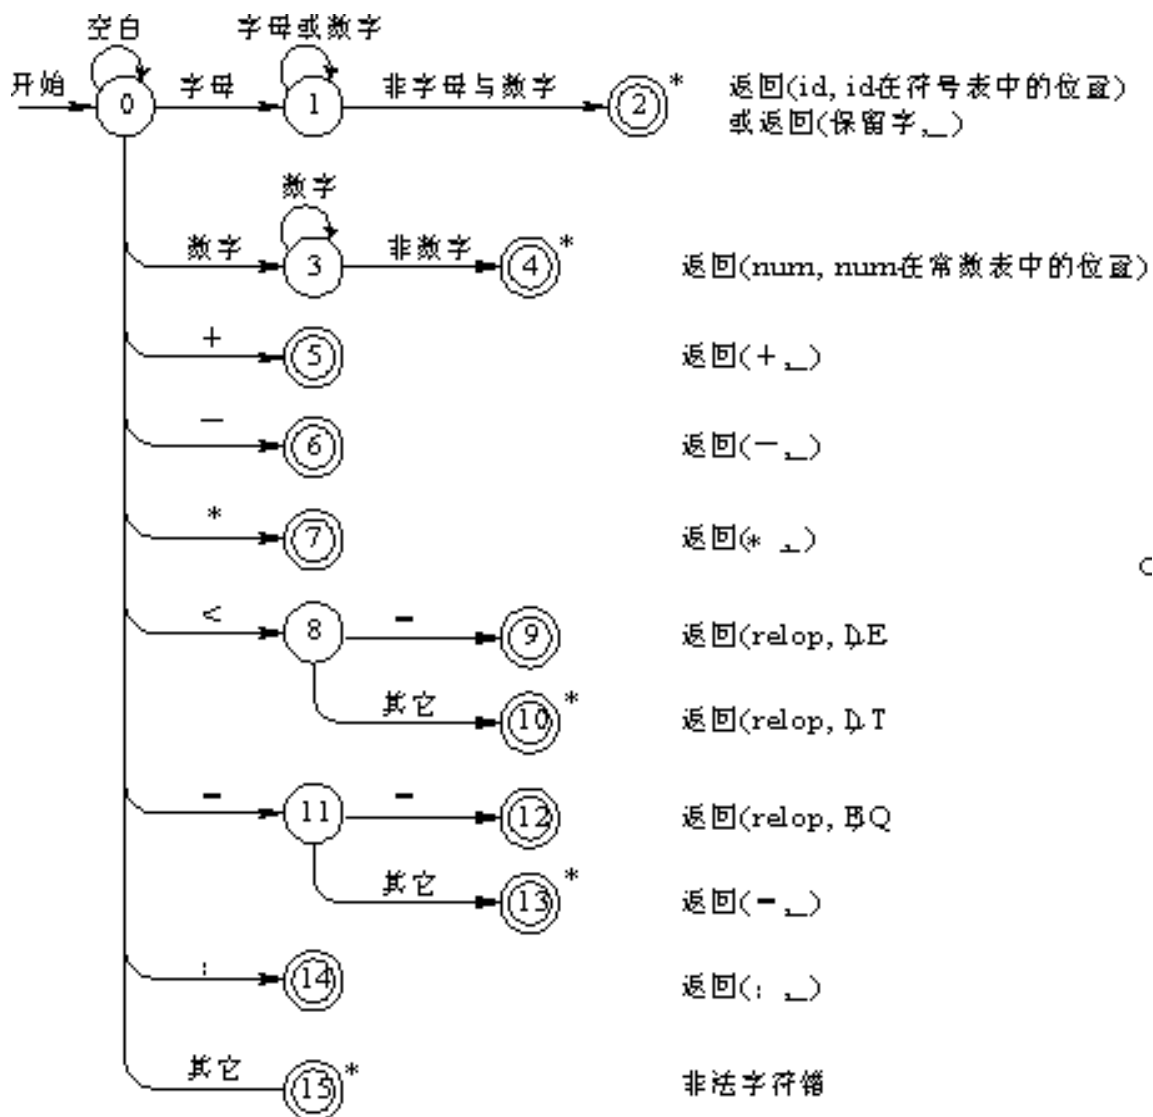 空白
字母或数字
开始 0 字母 1 非字母与数字 2 * 返回(id, id在符号表中的位置)
或返回(保留字,_)
数字
数字 3 非数字 4 * 返回(num, num在常数表中的位置)
+ 5 返回(+,_)
— 6 返回(—,_)
* 7 返回(* ,_)
< 8 - 9 返回(relop, LE
其它 10 * 返回(relop, LT
- 11 - 12 返回(relop, EQ
其它 13 * 返回(-,_)
; 14 返回(; ,_)
其它 15 * 非法字符错